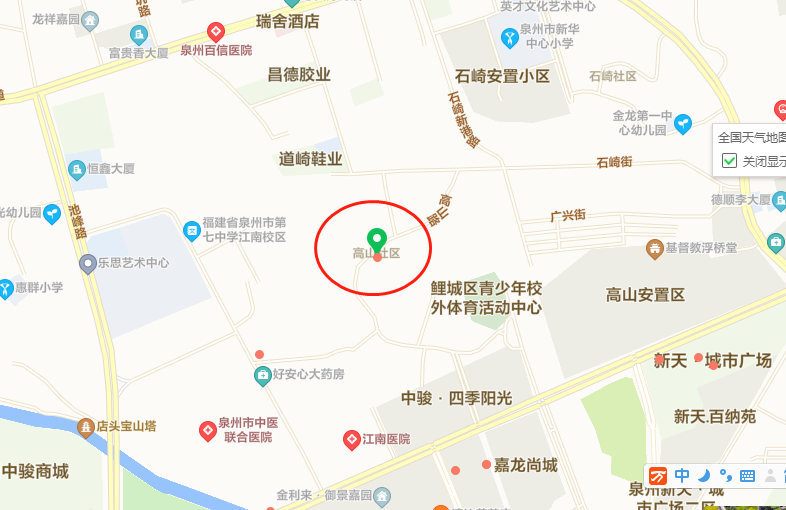 英才文化艺术中心
龙祥嘉园
瑞舍酒店
泉州市新华
中心小学
富贵香大厦
泉州百信医院
昌德胶业
石崎安置小区
石崎社区
石崎新港路
金龙第一中
心幼儿园
全国天气地图
关闭显示
道崎鞋业
石崎街
恒鑫大厦
德顺李大厦
高山路
池峰路
光幼儿园
广兴街
福建省泉州市第
七中学江南校区
高山社区
基督教浮桥堂
乐思艺术中心
惠群小学
鲤城区青少年校
外体育活动中心
高山安置区
新天·城市广场
好安心大药房
中骏·四季阳光
新天.百纳苑
店头宝山塔
泉州市中医
联合医院
江南医院
中骏商城
嘉龙尚城
中
泉州新天·城
市广场二区
金利来·御景嘉园